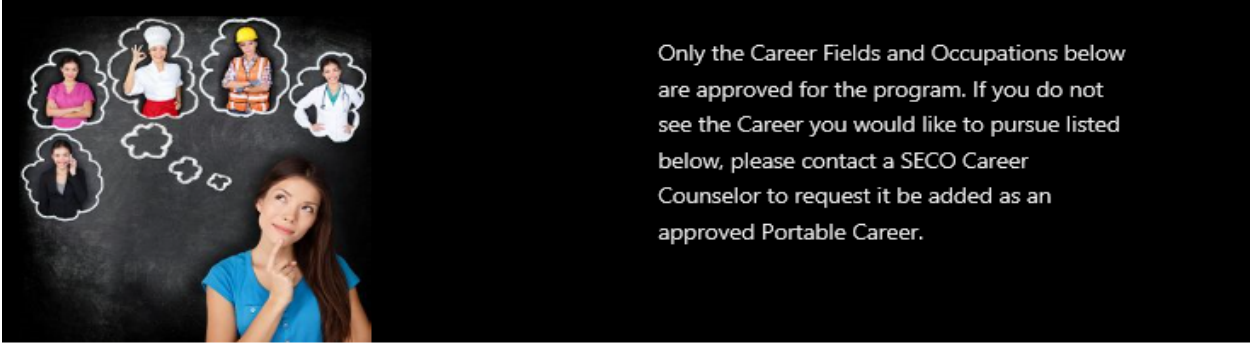 Only the Career Fields and Occupations below
are approved for the program. If you do not
see the Career you would like to pursue listed
below, please contact a SECO Career
Counselor to request it be added as an
approved Portable Career.